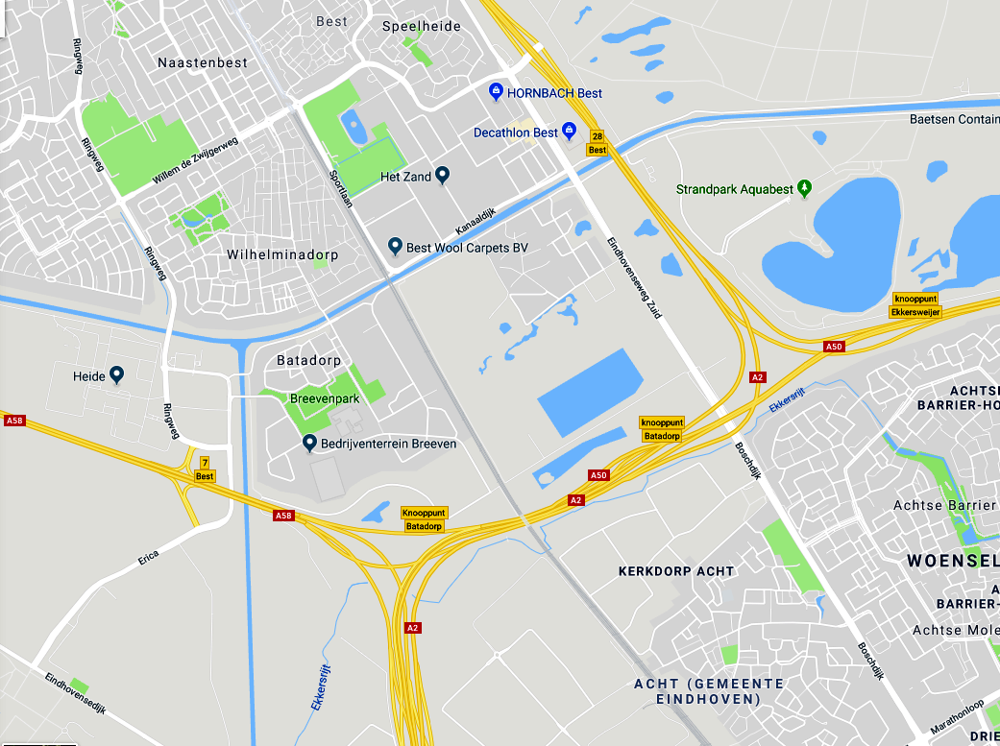 Best
Speelheide
Ringweg
Naastenbest
HORNBACH Best
Baetsen Contain
Decathlon Best
28
Best
Ringweg
Willem de Zwijgerweg
Het Zand
Sportlaan
Strandpark Aquabest
Kanaaldijk
Best Wool Carpets BV
Wilhelminadorp
Ringweg
Eindhovenseweg Zuid
knooppunt
Ekkersweijer
A50
Batadorp
Heide
A2
Breevenpark
Ekkersrijt
ACHTSE
BARRIER-HO
Ringweg
A58
knooppunt
Batadorp
Bedrijventerrein Breeven
Boschdijk
7
Best
A50
A2
Achtse Barrier
A58
Knooppunt
Batadorp
Erica
WOENSEL
KERKDORP ACHT
A
BARRIER-
A2
Achtse Mole
Boschdijk
Ekkersrijt
Eindhovensedijk
ACHT (GEMEENTE
EINDHOVEN)
Marathonloop
DRIE